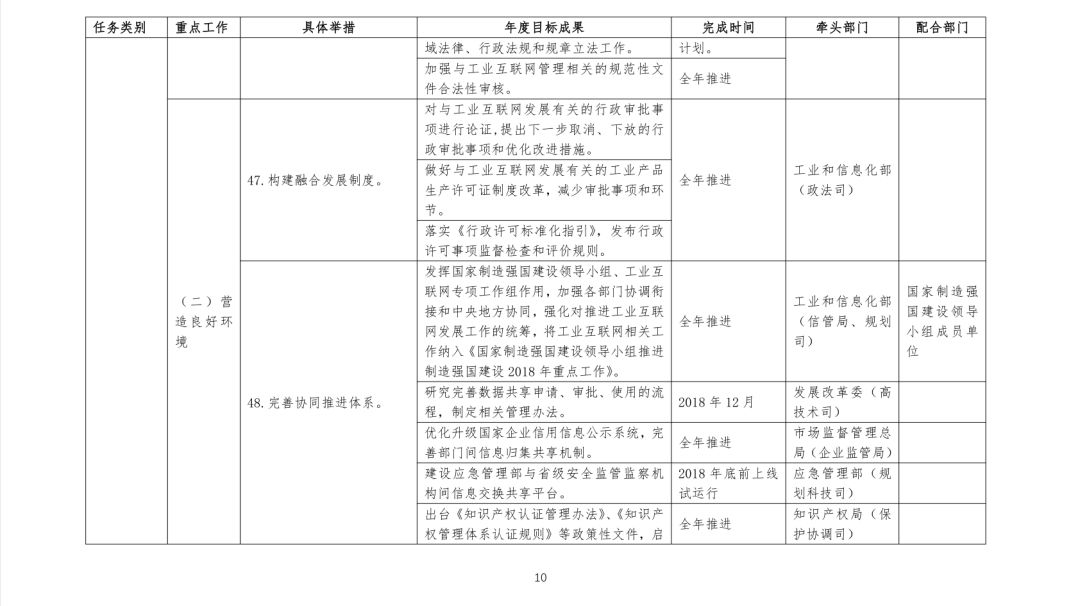 任务类别 重点工作 具体举措 年度目标成果 完成时间 牵头部门 配合部门
域法律、行政法规和规章立法工作。 计划。
加强与工业互联网管理相关的规范性文
件合法性审核。
全年推进
(二)营
造良好环
境
47.构建融合发展制度。
对与工业互联网发展有关的行政审批事
项进行论证,提出下一步取消、下放的行
政审批事项和优化改进措施。
做好与工业互联网发展有关的工业产品
生产许可证制度改革，减少审批事项和环
节。
落实《行政许可标准化指引》，发布行政
许可事项监督检查和评价规则。
全年推进
工业和信息化部
(政法司)
48.完善协同推进体系。
发挥国家制造强国建设领导小组、工业互
联网专项工作组作用，加强各部门协调衔
接和中央地方协同，强化对推进工业互联
网发展工作的统筹，将工业互联网相关工
作纳入《国家制造强国建设领导小组推进
制造强国建设 2018 年重点工作》。
全年推进
工业和信息化部
(信管局、规划
司)
国家制造强
国建设领导
小组成员单
位
研究完善数据共享申请、审批、使用的流
程，制定相关管理办法。
2018 年 12 月
发展改革委(高
技术司)
优化升级国家企业信用信息公示系统，完
善部门间信息归集共享机制。
全年推进
市场监督管理总
局(企业监管局)
建设应急管理部与省级安全监管监察机
构间信息交换共享平台。
2018 年底前上线
试运行
应急管理部(规
划科技司)
出台《知识产权认证管理办法》、《知识产
权管理体系认证规则》等政策性文件，启
全年推进
知识产权局(保
护协调司)
10